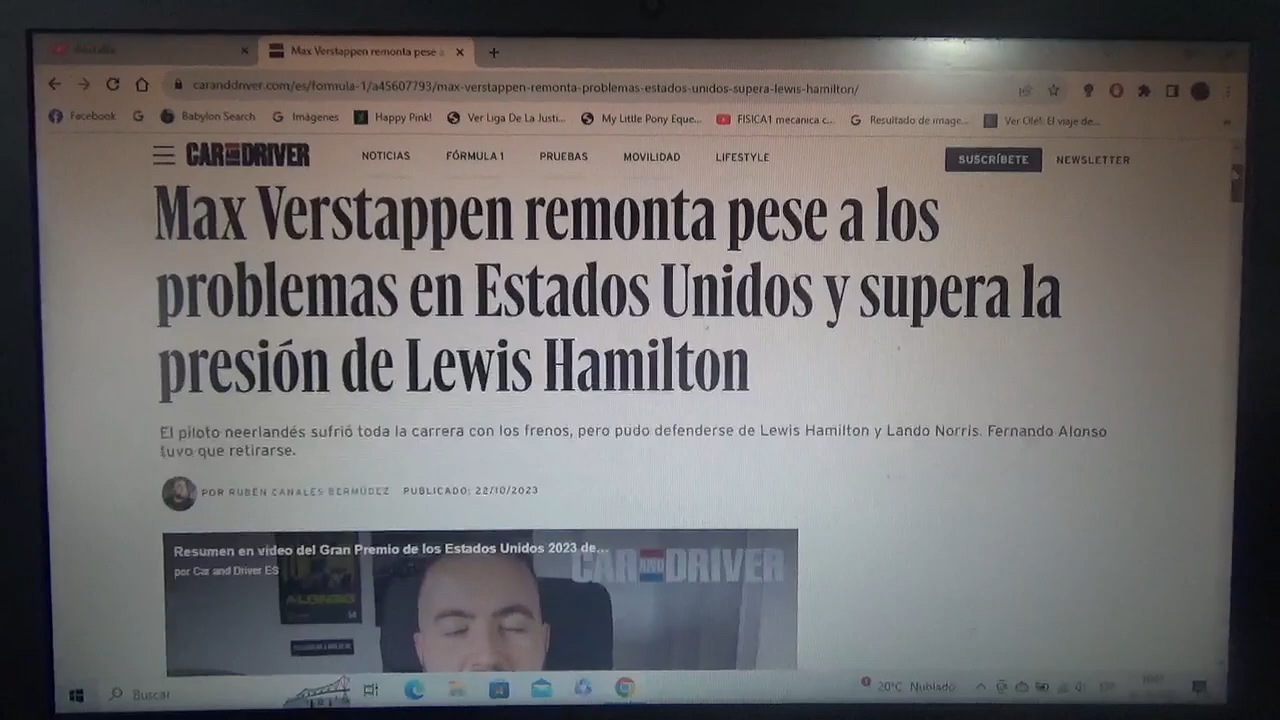 Max Verstappen remonta pese a
caranddriver.com/es/formula-1/a45607793/max-verstappen-remonta-problemas-estados-unidos-supera-lewis-hamilton/
Facebook Babylon Search Imágenes Happy Pink! Ver Liga De La Justi... My Little Pony Eque... FISICA1 mecanica c... Resultado de image... Ver Olé!. El viaje de...
CAR AND DRIVER NOTICIAS FÓRMULA 1 PRUEBAS MOVILIDAD LIFESTYLE SUSCRÍBETE NEWSLETTER
Max Verstappen remonta pese a los
problemas en Estados Unidos y supera la
presión de Lewis Hamilton
El piloto neerlandés sufrió toda la carrera con los frenos, pero pudo defenderse de Lewis Hamilton y Lando Norris. Fernando Alonso
tuvo que retirarse.
POR RUBÉN CANALES BERMÚDEZ PUBLICADO: 22/10/2023
Resumen en vídeo del Gran Premio de los Estados Unidos 2023 de...
por Car and Driver ES
CAR AND DRIVER
ALONSO
Buscar 20°C Nublado